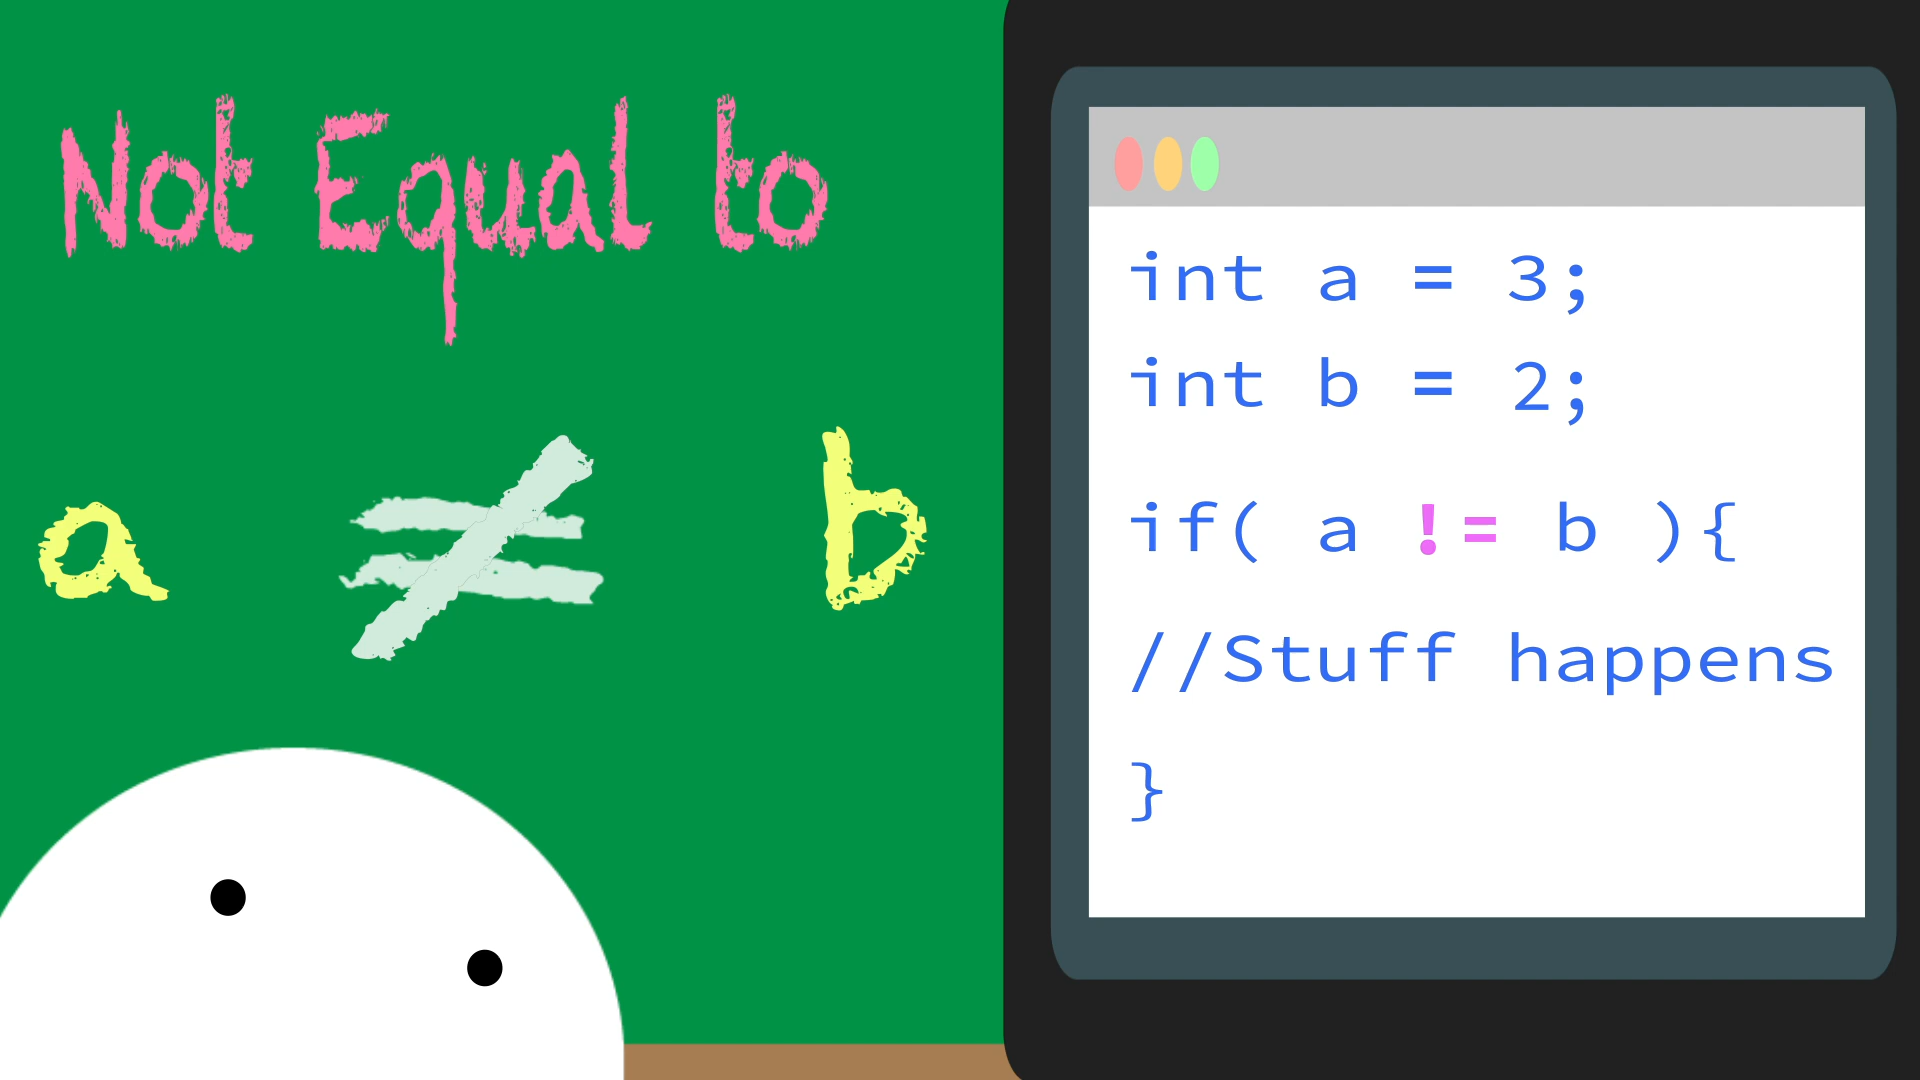 Not Equal to
a ≠ b
int a = 3;
int b = 2;
if( a != b ){
//Stuff happens
}